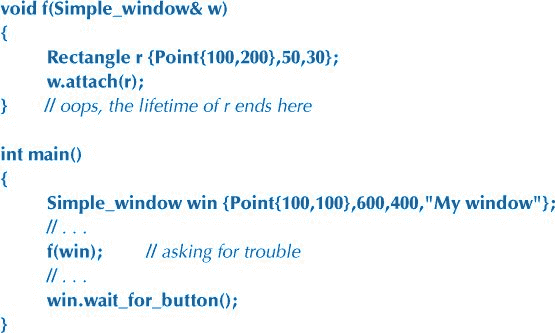 void f(Simple_window& w)
{
Rectangle r {Point{100,200},50,30};
w.attach(r);
} // oops, the lifetime of r ends here
int main()
{
Simple_window win {Point{100,100},600,400,"My window"};
// . . .
f(win); // asking for trouble
// . . .
win.wait_for_button();
}